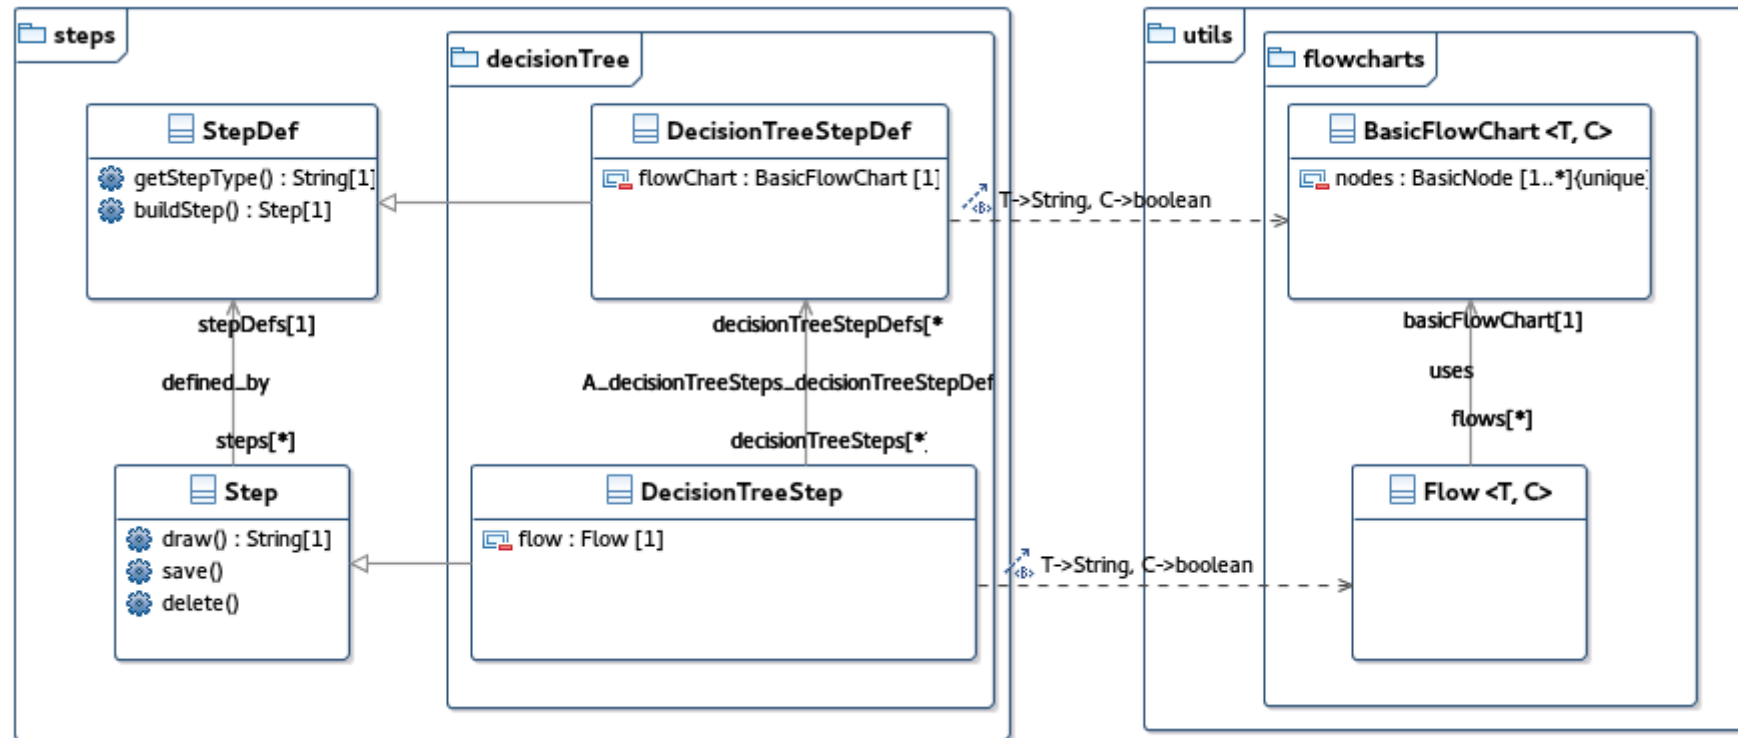 steps
decisionTree
utils
flowcharts
StepDef
getStepType() : String[1]
buildStep() : Step[1]
DecisionTreeStepDef
flowChart : BasicFlowChart [1]
T->String, C->boolean
BasicFlowChart <T, C>
nodes : BasicNode [1..*]{unique}
stepDefs[1]
defined_by
steps[*]
decisionTreeStepDefs[*
A_decisionTreeSteps_decisionTreeStepDef
decisionTreeSteps[*]
basicFlowChart[1]
uses
flows[*]
Step
draw() : String[1]
save()
delete()
DecisionTreeStep
flow : Flow [1]
T->String, C->boolean
Flow <T, C>